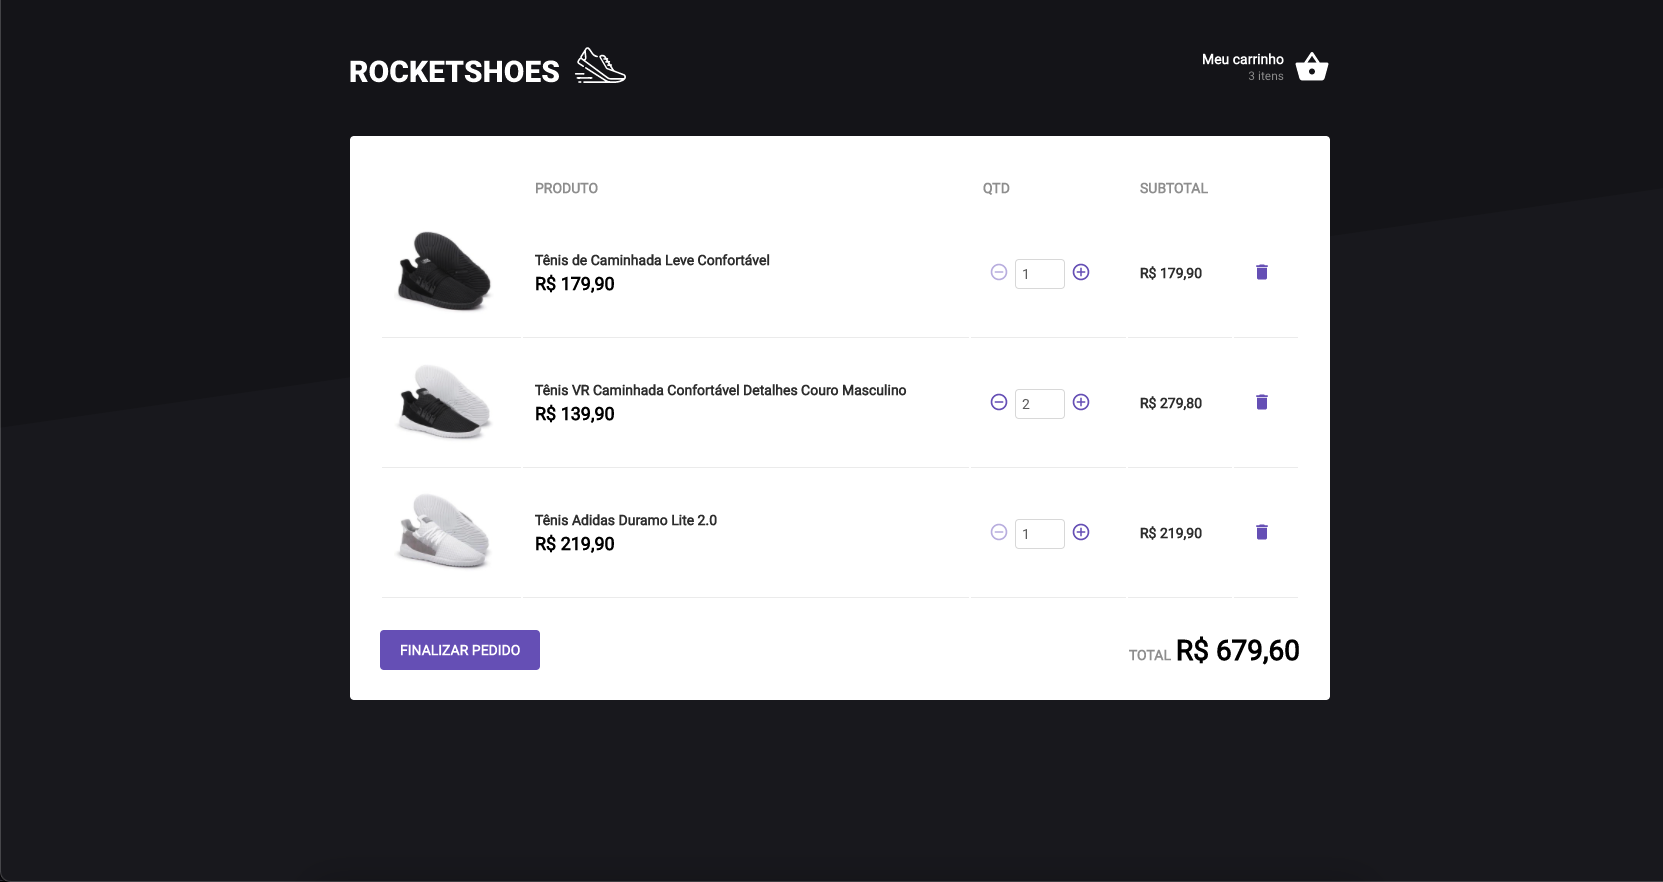 ROCKETSHOES
Meu carrinho
3 itens
PRODUTO QTD SUBTOTAL
Tênis de Caminhada Leve Confortável
R$ 179,90
1
R$ 179,90
Tênis VR Caminhada Confortável Detalhes Couro Masculino
R$ 139,90
2
R$ 279,80
Tênis Adidas Duramo Lite 2.0
R$ 219,90
1
R$ 219,90
FINALIZAR PEDIDO
TOTAL R$ 679,60